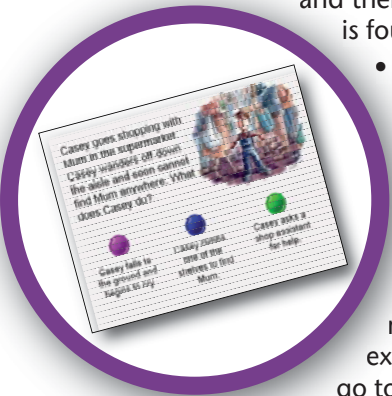 and the
is fou
•
Casey goes shopping with
Mum in the supermarket.
Casey wanders off down
the aisle and soon cannot
find Mum anywhere. What
does Casey do?
Casey falls to
the ground and
begins to cry.
Casey climbs
one of the
shelves to find
Mum.
Casey asks a
shop assistant
for help.
ex
go to